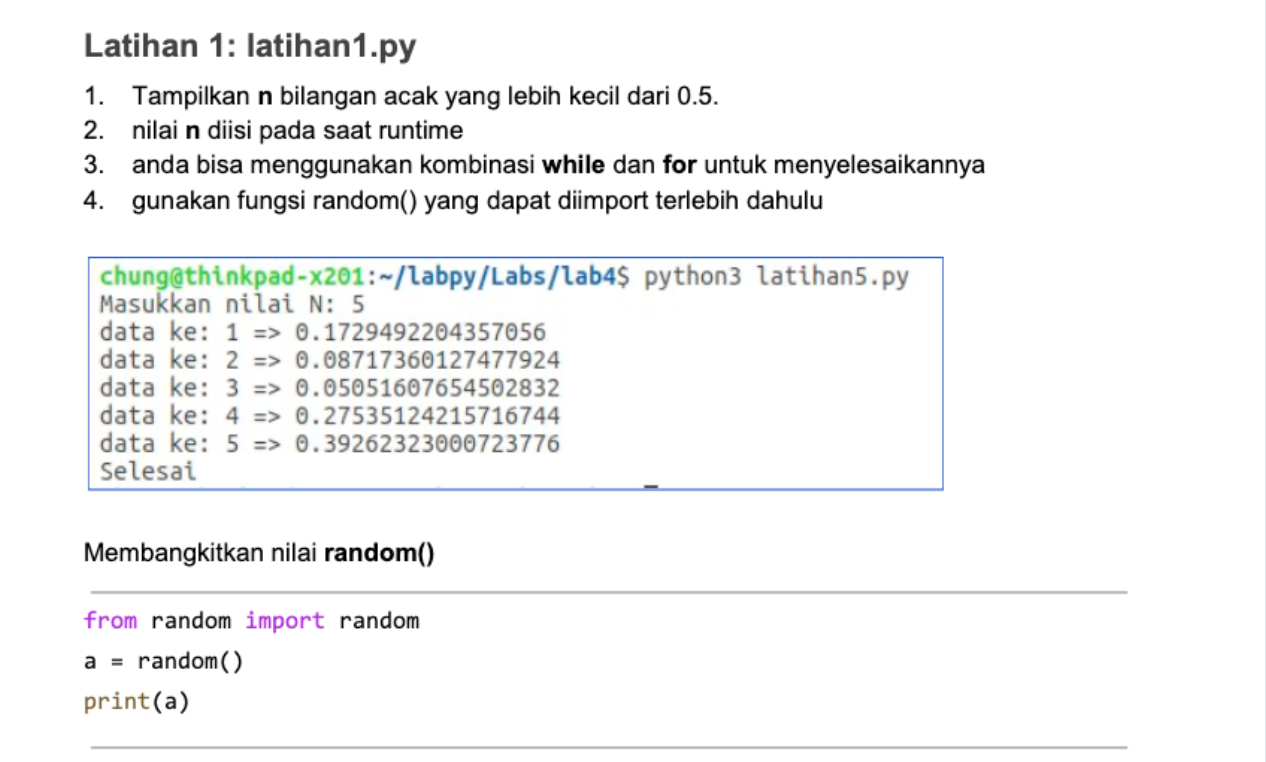 Latihan 1: latihan1.py
1. Tampilkan n bilangan acak yang lebih kecil dari 0.5.
2. nilai n diisi pada saat runtime
3. anda bisa menggunakan kombinasi while dan for untuk menyelesaikannya
4. gunakan fungsi random() yang dapat diimport terlebih dahulu
chung@thinkpad-x201:~/labpy/Labs/lab4$ python3 latihan5.py
Masukkan nilai N: 5
data ke: 1 => 0.1729492204357056
data ke: 2 => 0.08717360127477924
data ke: 3 => 0.05051607654502832
data ke: 4 => 0.27535124215716744
data ke: 5 => 0.39262323000723776
Selesai
Membangkitkan nilai random()
from random import random
a = random()
print(a)